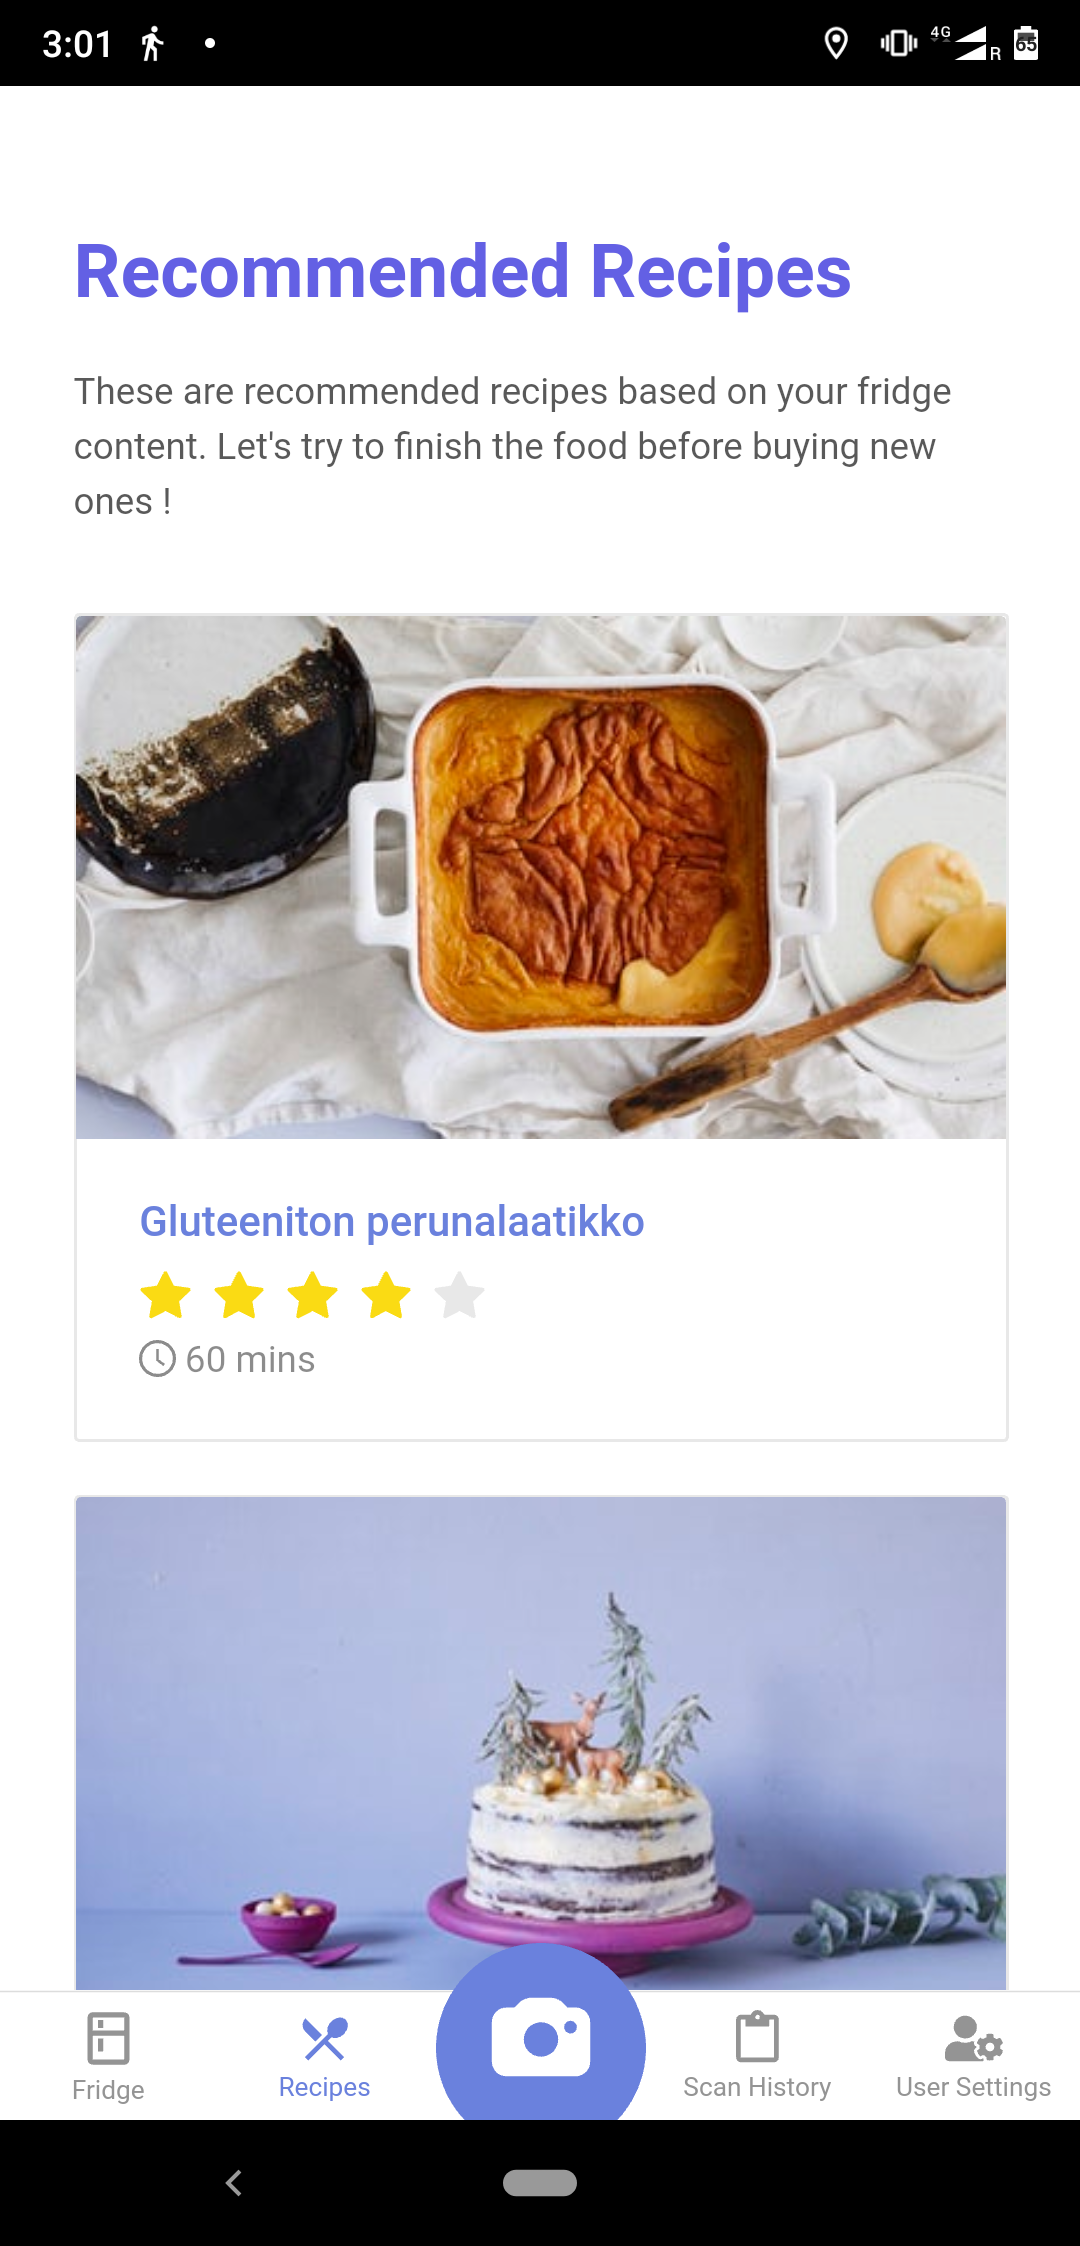 3:01
4G
R
65
Recommended Recipes
These are recommended recipes based on your fridge
content. Let's try to finish the food before buying new
ones !
Gluteeniton perunalaatikko
60 mins
Fridge
Recipes
Scan History
User Settings